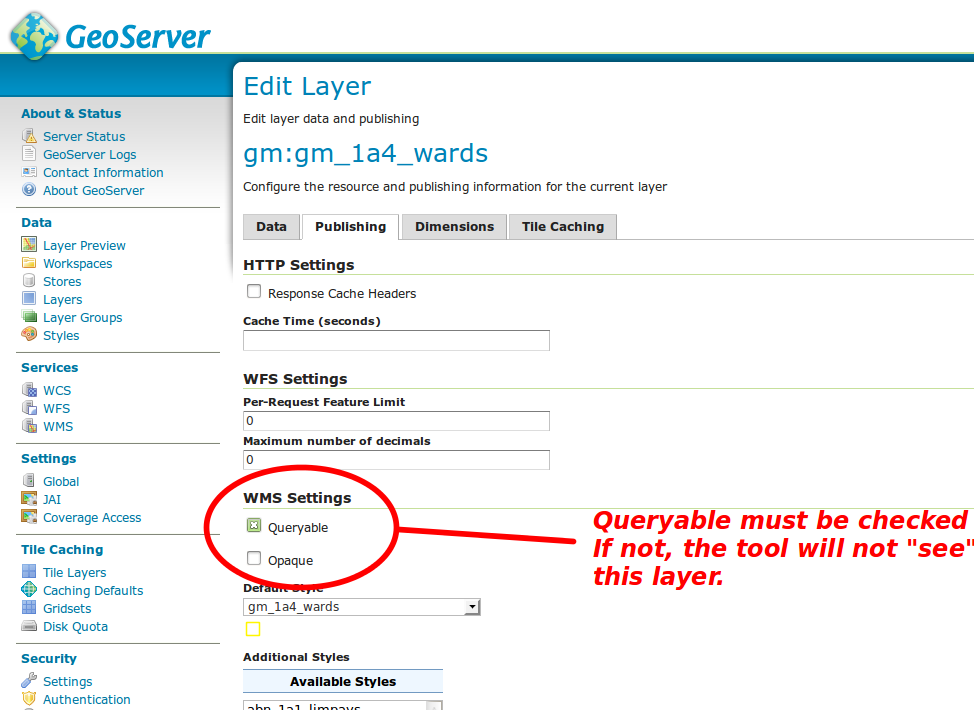 GeoServer
About & Status
Server Status
GeoServer Logs
Contact Information
About GeoServer
Data
Layer Preview
Workspaces
Stores
Layers
Layer Groups
Styles
Services
WCS
WFS
WMS
Settings
Global
JAI
Coverage Access
Tile Caching
Tile Layers
Caching Defaults
Gridsets
Disk Quota
Security
Settings
Authentication
Edit Layer
Edit layer data and publishing
gm:gm_1a4_wards
Configure the resource and publishing information for the current layer
Data Publishing Dimensions Tile Caching
HTTP Settings
Response Cache Headers
Cache Time (seconds)
WFS Settings
Per-Request Feature Limit
0
Maximum number of decimals
0
WMS Settings
Queryable
Opaque
Default Style
gm_1a4_wards
Additional Styles
Available Styles
abn_1a1_limpays
Queryable must be checked
If not, the tool will not "see"
this layer.